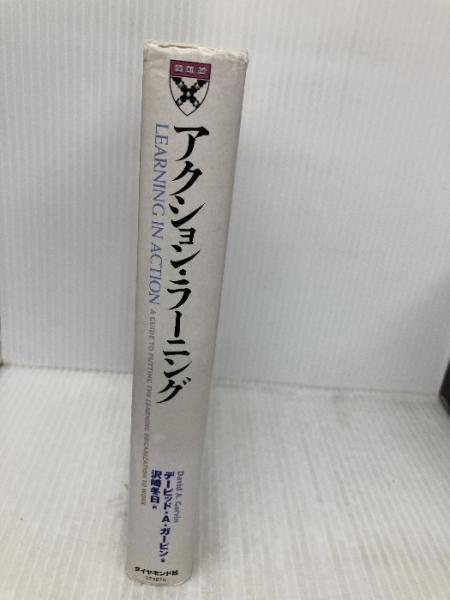 アクション・ラーニング
LEARNING IN ACTION
A GUIDE TO PUTTING THE LEARNING ORGANIZATION TO WORK
David A. Garvin
デービッド・A・ガービン 著
沢崎冬日 訳
ダイヤモンド社